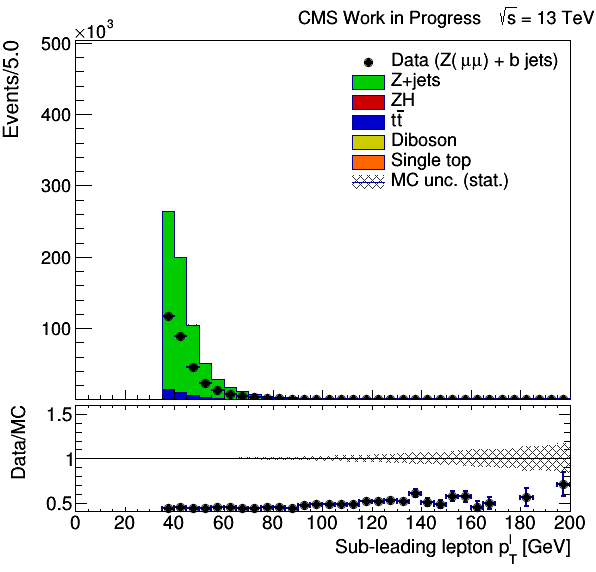 CMS Work in Progress √s = 13 TeV
×10³
Events/5.0
500
400
300
200
100
Data (Z(μμ) + b jets)
Z+jets
ZH
tt̅
Diboson
Single top
MC unc. (stat.)
Data/MC
1.5
1
0.5
0 20 40 60 80 100 120 140 160 180 200
Sub-leading lepton p_T^l [GeV]